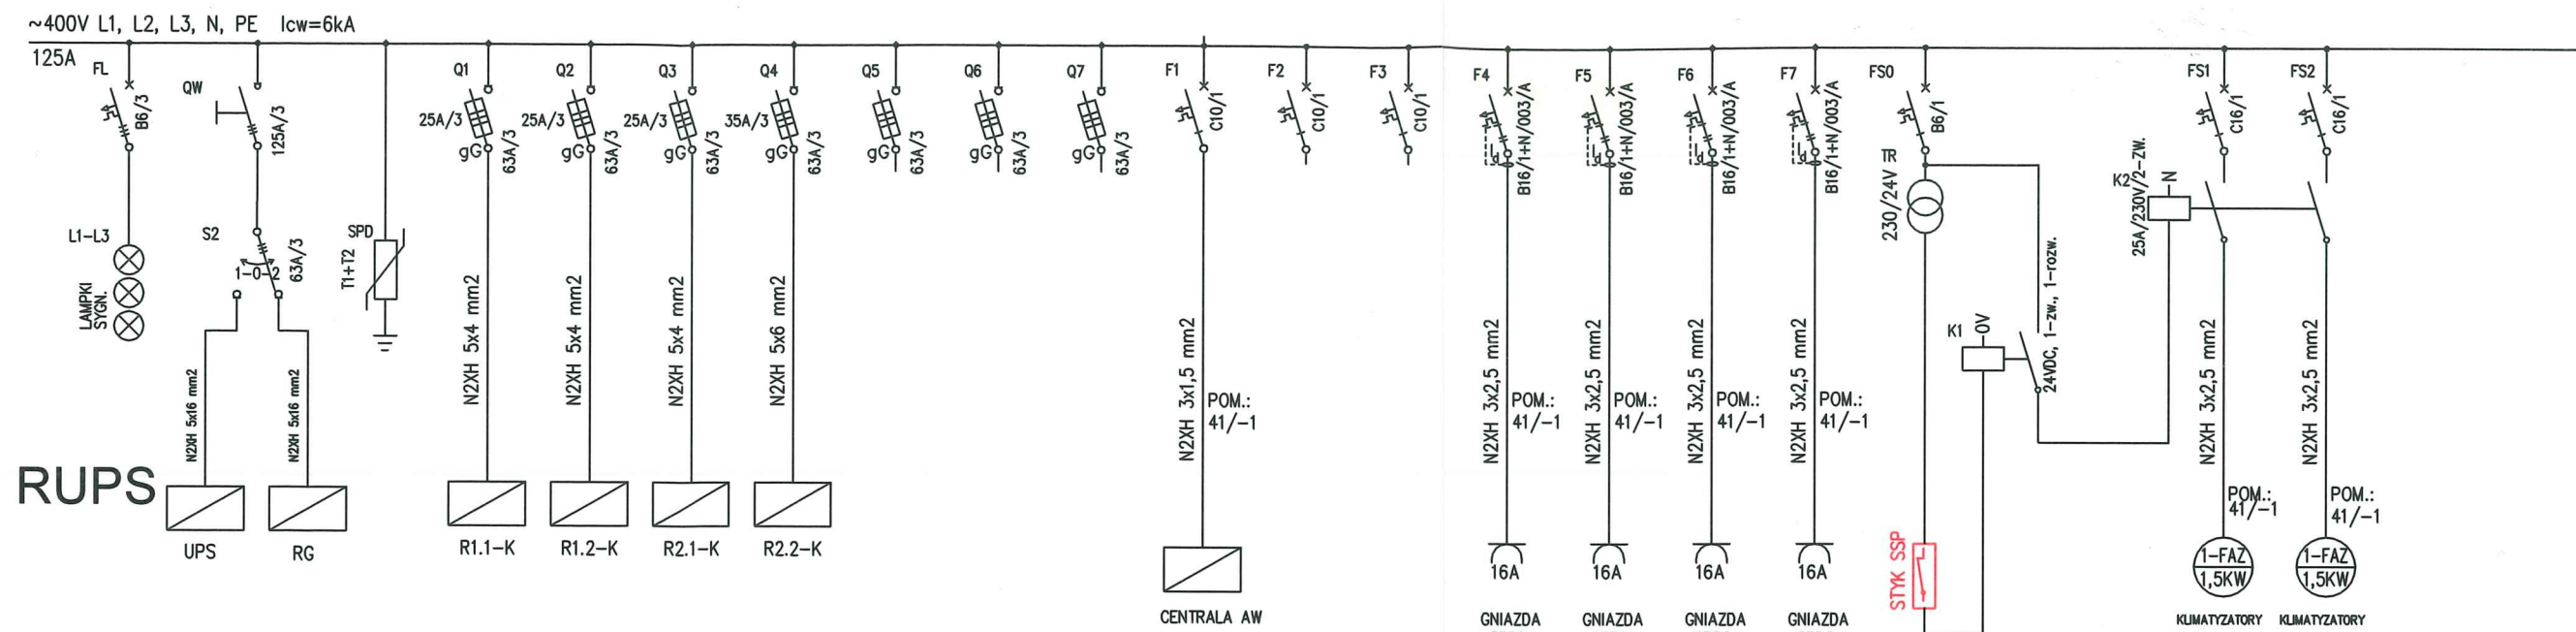 ~400V L1, L2, L3, N, PE Icw=6kA
125A
FL
B6/3
L1-L3
LAMPKI
SYGN.
QW
125A/3
S2
1-0-2
63A/3
N2XH 5x16 mm2
N2XH 5x16 mm2
RUPS
UPS
RG
SPD
T1+T2
Q1
25A/3
gG
63A/3
N2XH 5x4 mm2
R1.1-K
Q2
25A/3
gG
63A/3
N2XH 5x4 mm2
R1.2-K
Q3
25A/3
gG
63A/3
N2XH 5x4 mm2
R2.1-K
Q4
35A/3
gG
63A/3
N2XH 5x6 mm2
R2.2-K
Q5
gG
63A/3
Q6
gG
63A/3
Q7
gG
63A/3
F1
C10/1
N2XH 3x1,5 mm2
POM.:
41/-1
CENTRALA AW
F2
C10/1
F3
C10/1
F4
B16/1+N/003/A
Id
N2XH 3x2,5 mm2
POM.:
41/-1
16A
GNIAZDA
F5
B16/1+N/003/A
Id
N2XH 3x2,5 mm2
POM.:
41/-1
16A
GNIAZDA
F6
B16/1+N/003/A
Id
N2XH 3x2,5 mm2
POM.:
41/-1
16A
GNIAZDA
F7
B16/1+N/003/A
Id
N2XH 3x2,5 mm2
POM.:
41/-1
16A
GNIAZDA
FS0
B6/1
TR
230/24V
STYK SSP
K1
0V
24VDC, 1-zw., 1-rozw.
K2
N
25A/230V/2-ZW.
FS1
C16/1
N2XH 3x2,5 mm2
POM.:
41/-1
1-FAZ
1,5KW
KLIMATYZATORY
FS2
C16/1
N2XH 3x2,5 mm2
POM.:
41/-1
1-FAZ
1,5KW
KLIMATYZATORY